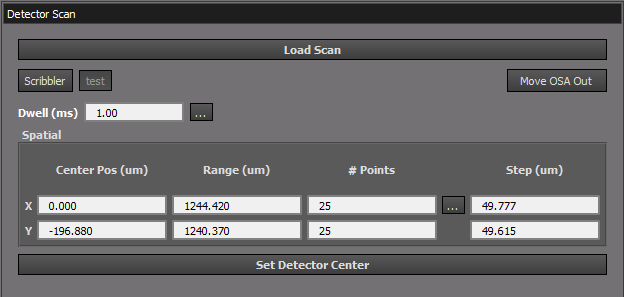 Detector Scan
Load Scan
Scribbler test Move OSA Out
Dwell (ms) 1.00 ...
Spatial
Center Pos (um) Range (um) # Points Step (um)
X 0.000 1244.420 25 ... 49.777
Y -196.880 1240.370 25 49.615
Set Detector Center